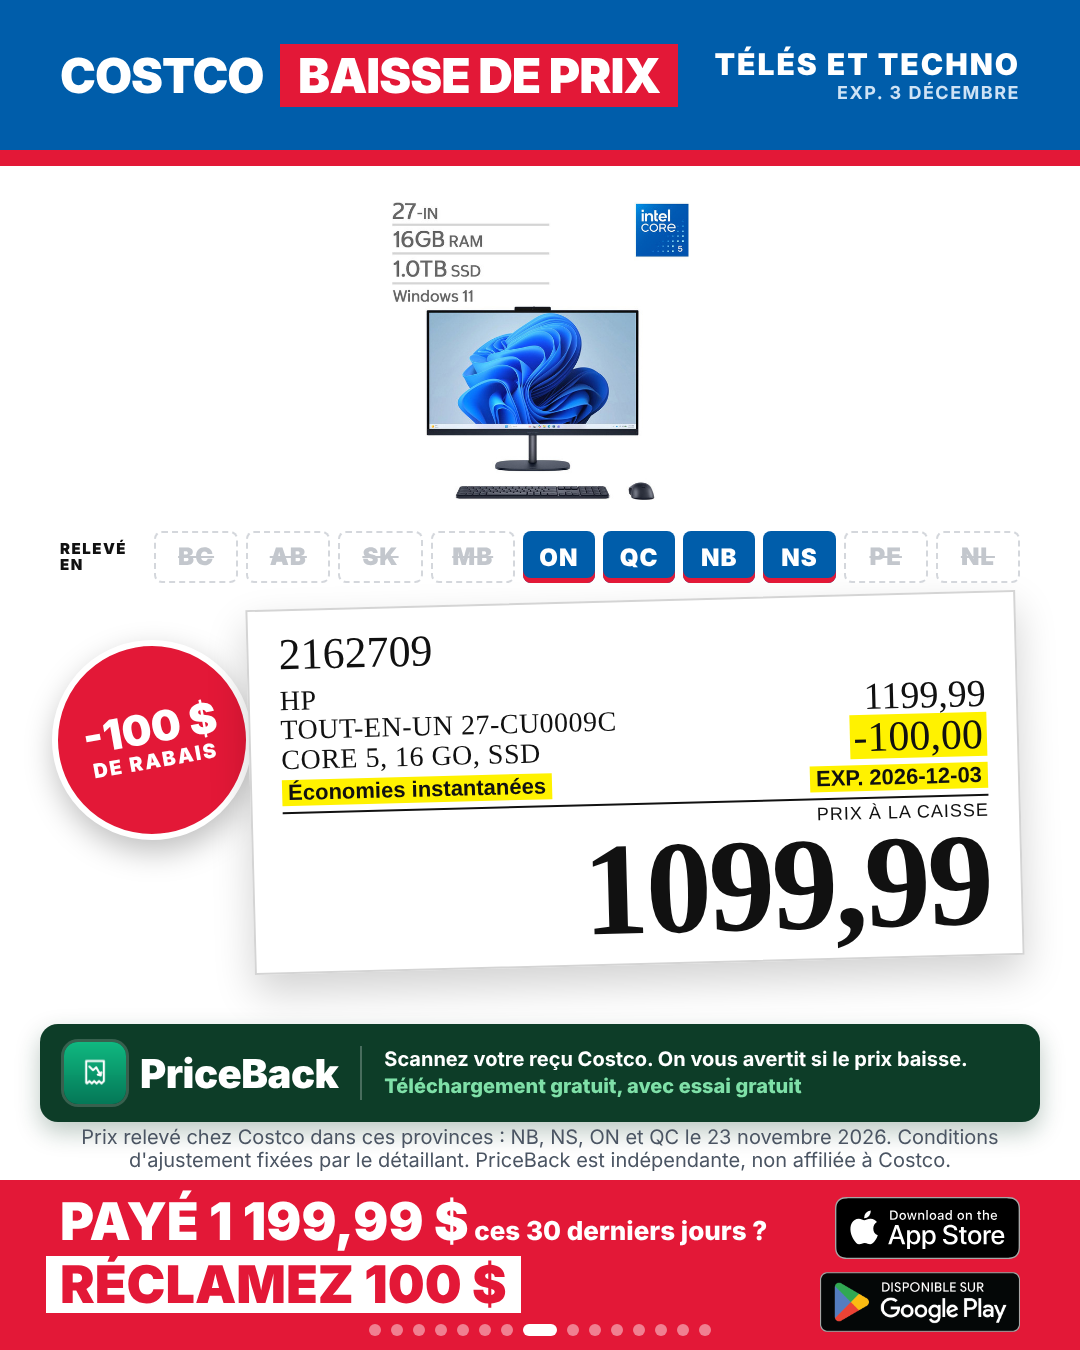 COSTCO BAISSE DE PRIX
TÉLÉS ET TECHNO
EXP. 3 DÉCEMBRE
27-IN
16GB RAM
1.0TB SSD
Windows 11
intel
CORE
5
RELEVÉ
EN
BC AB SK MB ON QC NB NS PE NL
-100 $
DE RABAIS
2162709
HP
TOUT-EN-UN 27-CU0009C
CORE 5, 16 GO, SSD
Économies instantanées
1199,99
-100,00
EXP. 2026-12-03
PRIX À LA CAISSE
1099,99
PriceBack
Scannez votre reçu Costco. On vous avertit si le prix baisse.
Téléchargement gratuit, avec essai gratuit
Prix relevé chez Costco dans ces provinces : NB, NS, ON et QC le 23 novembre 2026. Conditions
d'ajustement fixées par le détaillant. PriceBack est indépendante, non affiliée à Costco.
PAYÉ 1 199,99 $ ces 30 derniers jours ?
RÉCLAMEZ 100 $
Download on the
App Store
DISPONIBLE SUR
Google Play